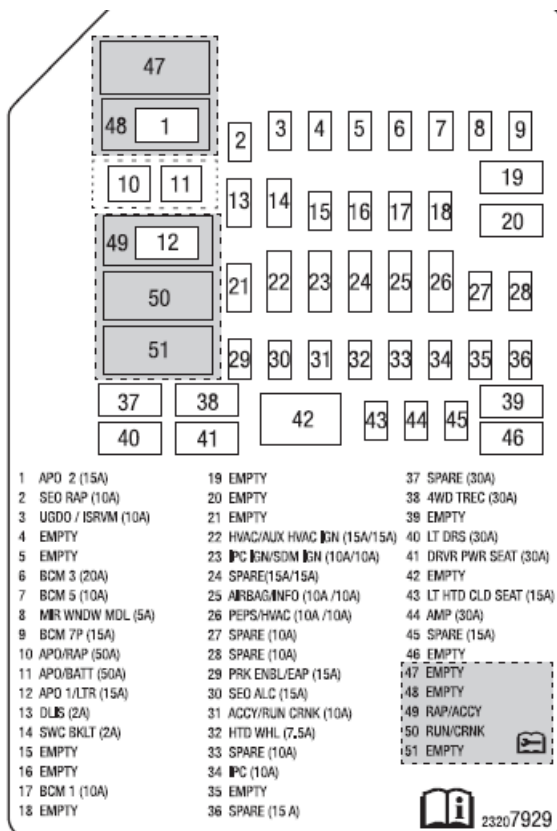 47
48 1
2 3 4 5 6 7 8 9
10 11
13 14 15 16 17 18
19
20
49 12
50
21 22 23 24 25 26 27 28
51
29 30 31 32 33 34 35 36
37 38
40 41
42 43 44 45
39
46
1 APO 2 (15A)
2 SEO RAP (10A)
3 UGDO / ISRVM (10A)
4 EMPTY
5 EMPTY
6 BCM 3 (20A)
7 BCM 5 (10A)
8 MIR WNDW MDL (5A)
9 BCM 7P (15A)
10 APO/RAP (50A)
11 APO/BATT (50A)
12 APO 1/LTR (15A)
13 DLIS (2A)
14 SWC BKLT (2A)
15 EMPTY
16 EMPTY
17 BCM 1 (10A)
18 EMPTY
19 EMPTY
20 EMPTY
21 EMPTY
22 HVAC/AUX HVAC IGN (15A/15A)
23 IPC IGN/SDM IGN (10A/10A)
24 SPARE(15A/15A)
25 AIRBAG/INFO (10A /10A)
26 PEPS/HVAC (10A /10A)
27 SPARE (10A)
28 SPARE (10A)
29 PRK ENBL/EAP (15A)
30 SEO ALC (15A)
31 ACCY/RUN CRNK (10A)
32 HTD WHL (7.5A)
33 SPARE (10A)
34 IPC (10A)
35 EMPTY
36 SPARE (15 A)
37 SPARE (30A)
38 4WD TREC (30A)
39 EMPTY
40 LT DRS (30A)
41 DRVR PWR SEAT (30A)
42 EMPTY
43 LT HTD CLD SEAT (15A)
44 AMP (30A)
45 SPARE (15A)
46 EMPTY
47 EMPTY
48 EMPTY
49 RAP/ACCY
50 RUN/CRNK
51 EMPTY
23207929